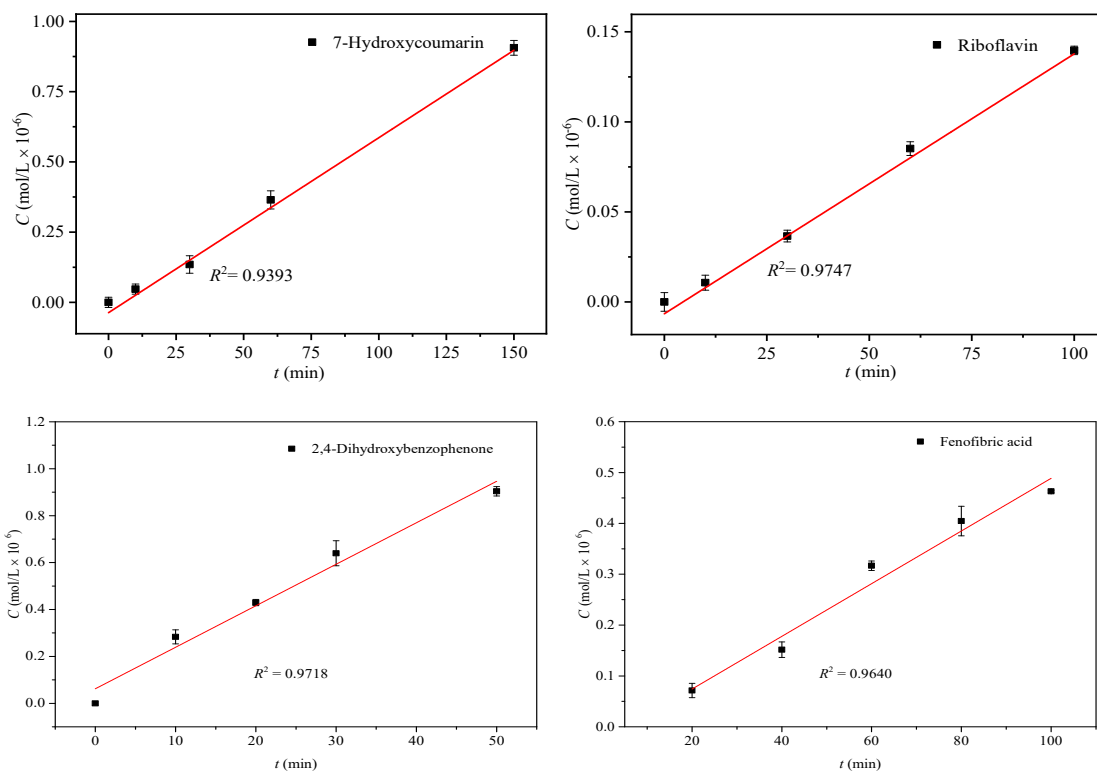 1.00
0.75
0.50
0.25
0.00
C (mol/L × 10⁻⁶)
7-Hydroxycoumarin
R²= 0.9393
0 25 50 75 100 125 150
t (min)
0.15
0.10
0.05
0.00
C (mol/L × 10⁻⁶)
Riboflavin
R²= 0.9747
0 25 50 75 100
t (min)
1.2
1.0
0.8
0.6
0.4
0.2
0.0
C (mol/L × 10⁻⁶)
2,4-Dihydroxybenzophenone
R² = 0.9718
0 10 20 30 40 50
t (min)
0.6
0.5
0.4
0.3
0.2
0.1
0.0
C (mol/L × 10⁻⁶)
Fenofibric acid
R² = 0.9640
20 40 60 80 100
t (min)